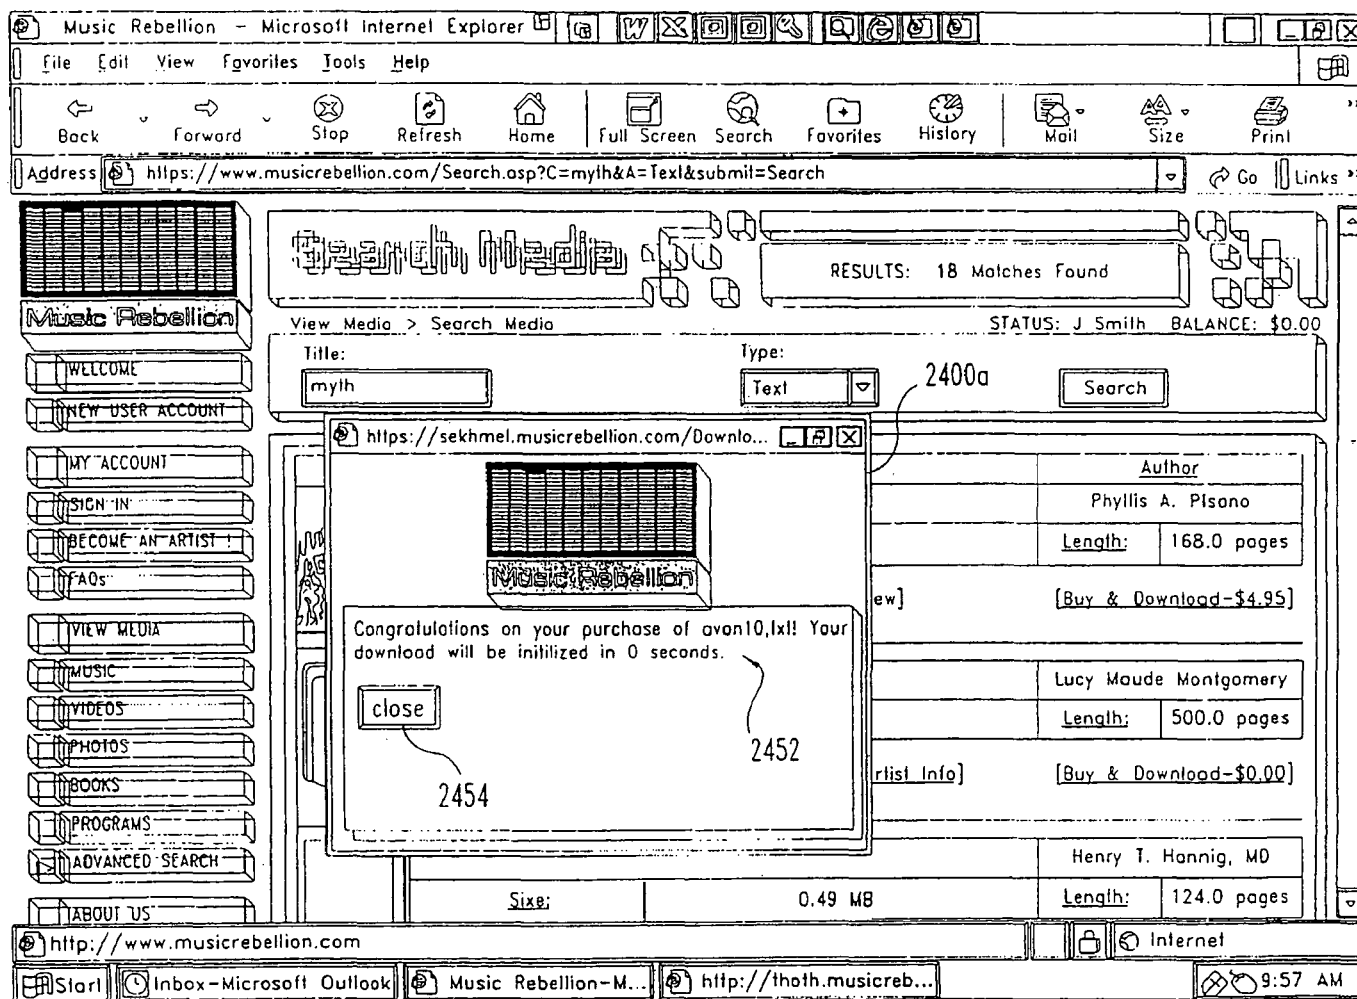 Music Rebellion - Microsoft Internet Explorer
File Edit View Favorites Tools Help
Back Forward Stop Refresh Home Full Screen Search Favorites History Mail Size Print
Address https://www.musicrebellion.com/Search.asp?C=myth&A=Text&submit=Search Go Links
Search Media
RESULTS: 18 Matches Found
Music Rebellion
View Media > Search Media STATUS: J Smith BALANCE: $0.00
Title: Type:
myth Text Search
2400a
WELCOME
NEW USER ACCOUNT
MY ACCOUNT
SIGN IN
BECOME AN ARTIST !
FAQs
VIEW MEDIA
MUSIC
VIDEOS
PHOTOS
BOOKS
PROGRAMS
ADVANCED SEARCH
ABOUT US
https://sekhmet.musicrebellion.com/Downlo...
Music Rebellion
Congratulations on your purchase of avon10,txt! Your
download will be initilized in 0 seconds.
close
2452
2454
Author
Phyllis A. Pisano
Length: 168.0 pages
ew] [Buy & Download-$4.95]
Lucy Maude Montgomery
Length: 500.0 pages
rtist Info] [Buy & Download-$0.00]
Henry T. Hannig, MD
Sixe: 0.49 MB Length: 124.0 pages
http://www.musicrebellion.com Internet
Start Inbox-Microsoft Outlook Music Rebellion-M... http://thoth.musicreb... 9:57 AM